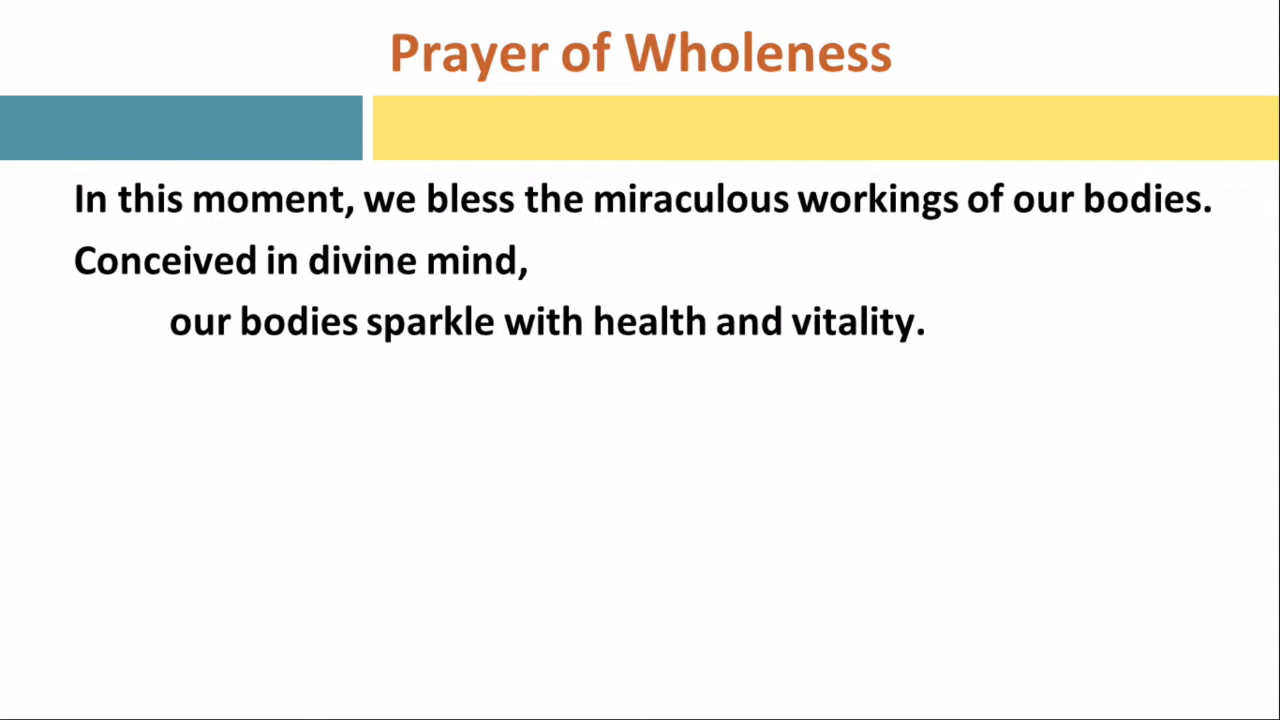 Prayer of Wholeness
In this moment, we bless the miraculous workings of our bodies.
Conceived in divine mind,
our bodies sparkle with health and vitality.